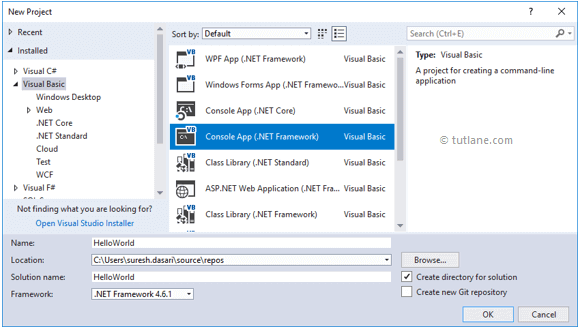 New Project
? ×
Recent
Installed
Visual C#
Visual Basic
Windows Desktop
Web
.NET Core
.NET Standard
Cloud
Test
WCF
Visual F#
Not finding what you are looking for?
Open Visual Studio Installer
Sort by: Default
WPF App (.NET Framework) Visual Basic
Windows Forms App (.NET Framewo... Visual Basic
Console App (.NET Core) Visual Basic
Console App (.NET Framework) Visual Basic
Class Library (.NET Standard) Visual Basic
ASP.NET Web Application (.NET Fra... Visual Basic
Class Library (.NET Framework) Visual Basic
Search (Ctrl+E)
Type: Visual Basic
A project for creating a command-line
application
© tutlane.com
Name: HelloWorld
Location: C:\Users\suresh.dasari\source\repos Browse...
Solution name: HelloWorld Create directory for solution
Framework: .NET Framework 4.6.1 Create new Git repository
OK Cancel